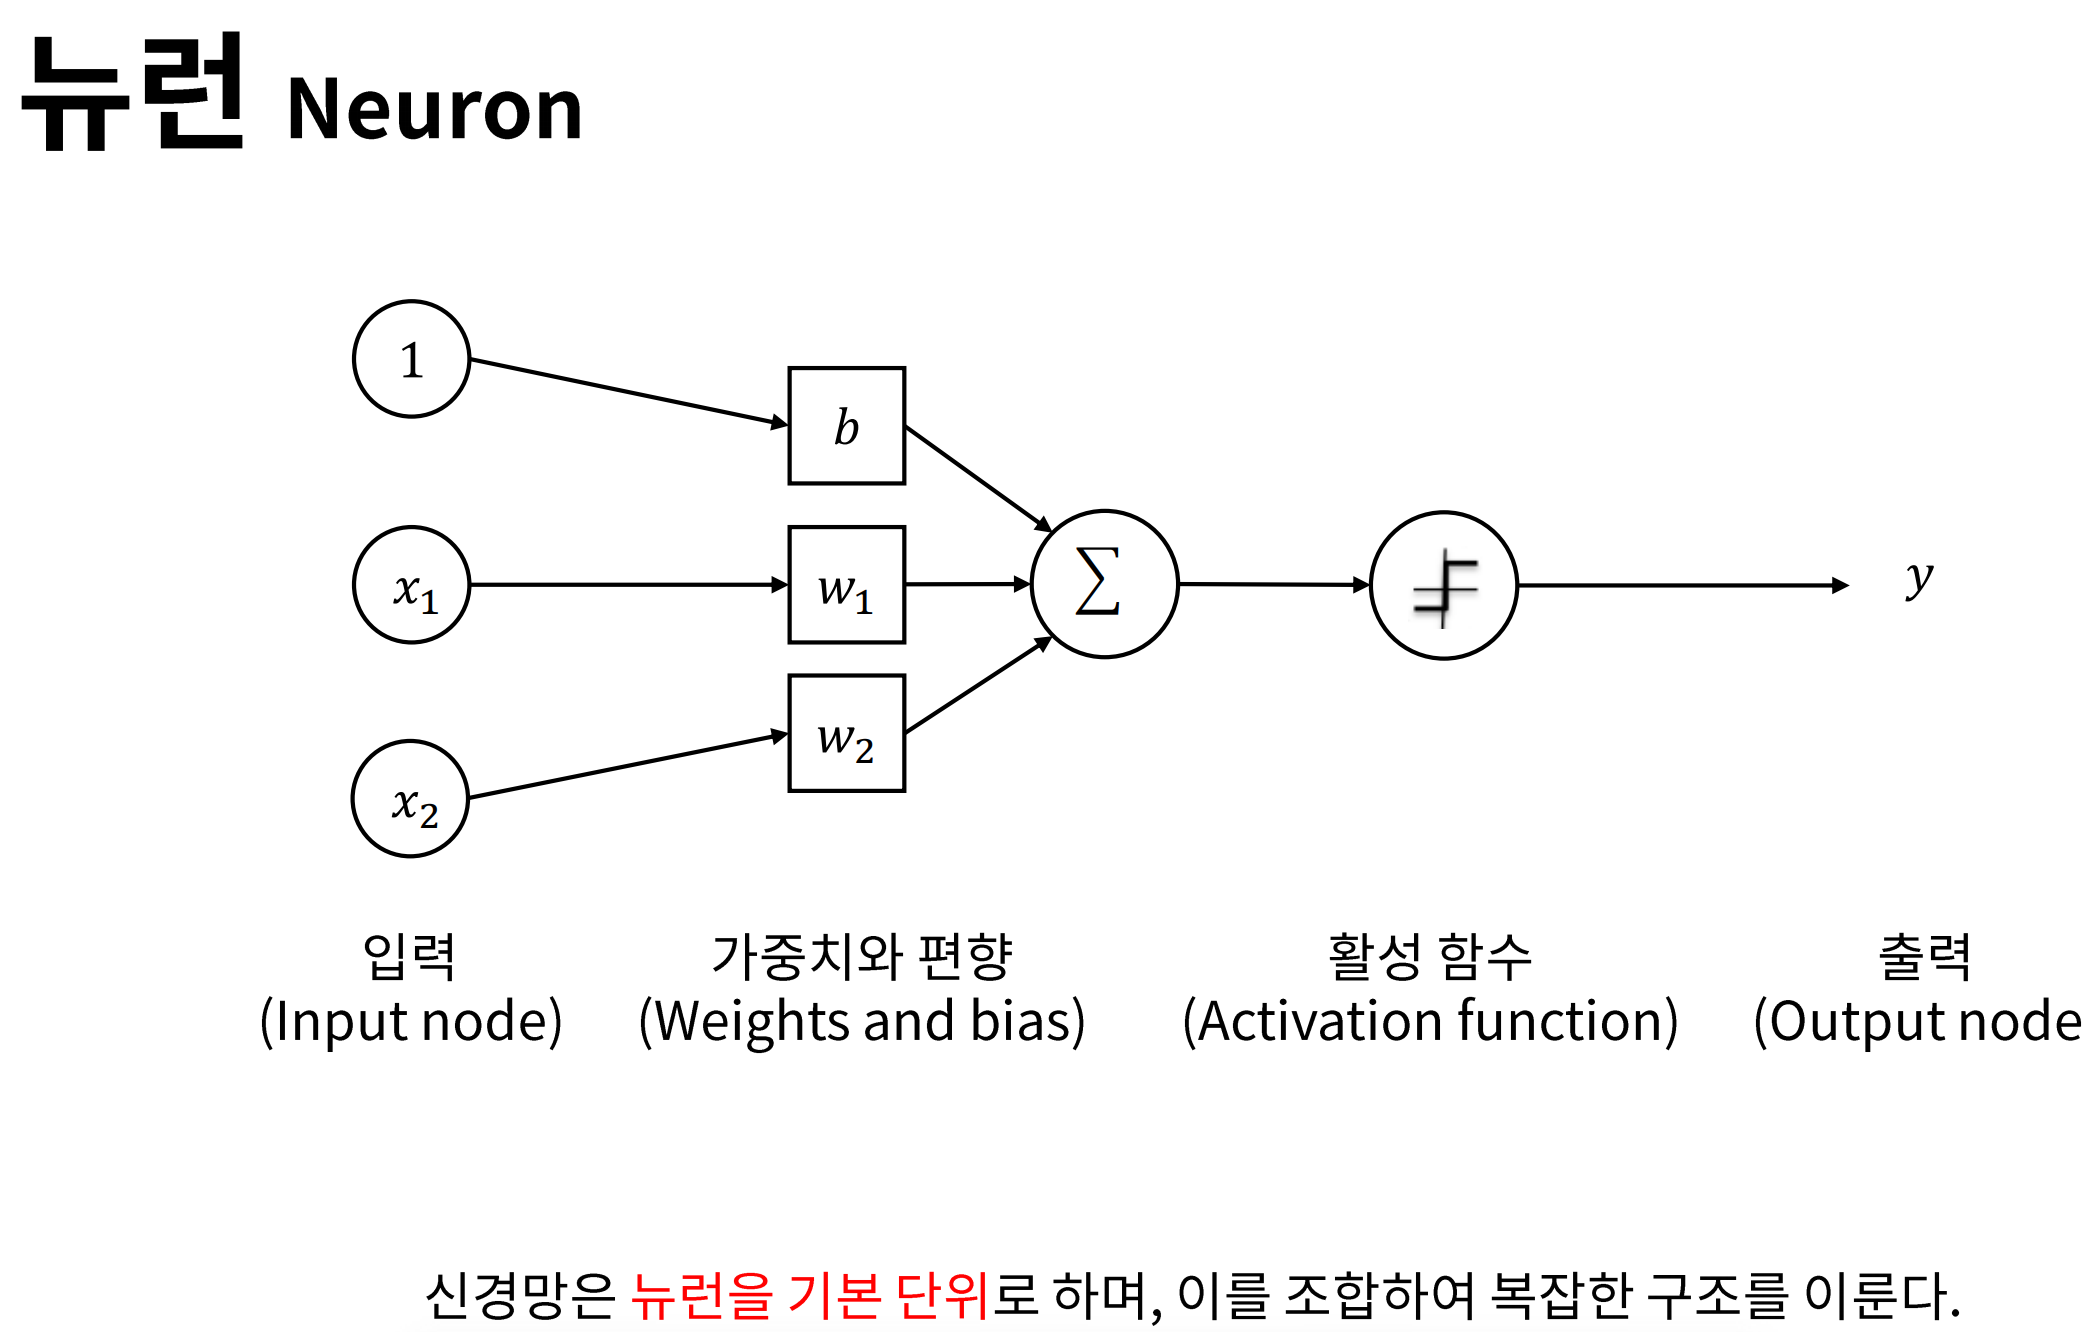 뉴런 Neuron
1
b
x₁
w₁
∑
y
w₂
x₂
입력
(Input node)
가중치와 편향
(Weights and bias)
활성 함수
(Activation function)
출력
(Output node
신경망은 뉴런을 기본 단위로 하며, 이를 조합하여 복잡한 구조를 이룬다.